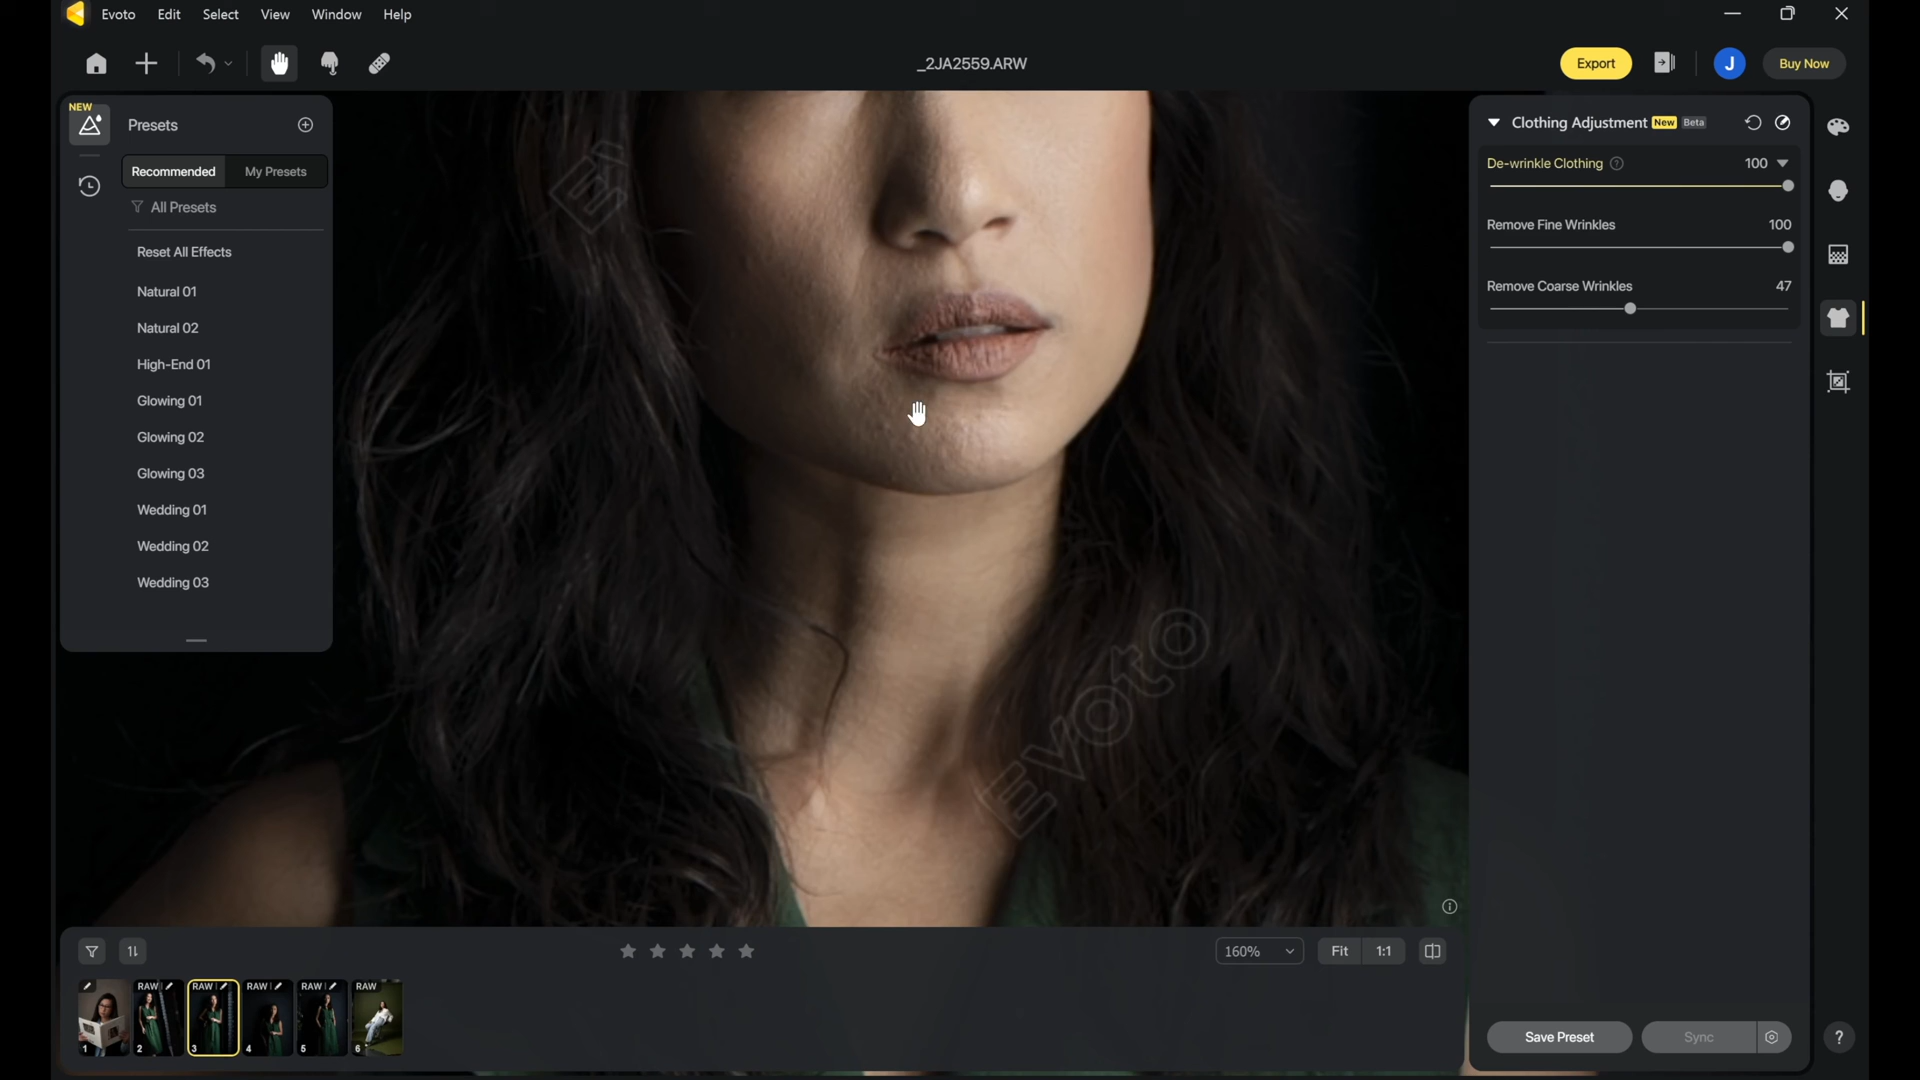 Evoto Edit Select View Window Help
_2JA2559.ARW
Export
J
Buy Now
NEW
Presets
Recommended My Presets
All Presets
Reset All Effects
Natural 01
Natural 02
High-End 01
Glowing 01
Glowing 02
Glowing 03
Wedding 01
Wedding 02
Wedding 03
EV
Evoto
Clothing Adjustment New Beta
De-wrinkle Clothing ? 100
Remove Fine Wrinkles 100
Remove Coarse Wrinkles 47
160% Fit 1:1
RAW RAW RAW RAW RAW
1 2 3 4 5 6
Save Preset Sync ?